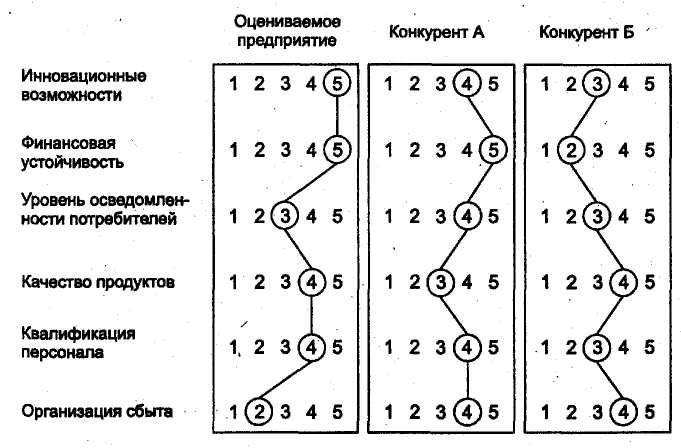 Оцениваемое
предприятие
Конкурент А
Конкурент Б
Инновационные
возможности
1 2 3 4 5 1 2 3 4 5 1 2 3 4 5
Финансовая
устойчивость
1 2 3 4 5 1 2 3 4 5 1 2 3 4 5
Уровень осведомлен-
ности потребителей
1 2 3 4 5 1 2 3 4 5 1 2 3 4 5
Качество продуктов
1 2 3 4 5 1 2 3 4 5 1 2 3 4 5
Квалификация
персонала
1 2 3 4 5 1 2 3 4 5 1 2 3 4 5
Организация сбыта
1 2 3 4 5 1 2 3 4 5 1 2 3 4 5